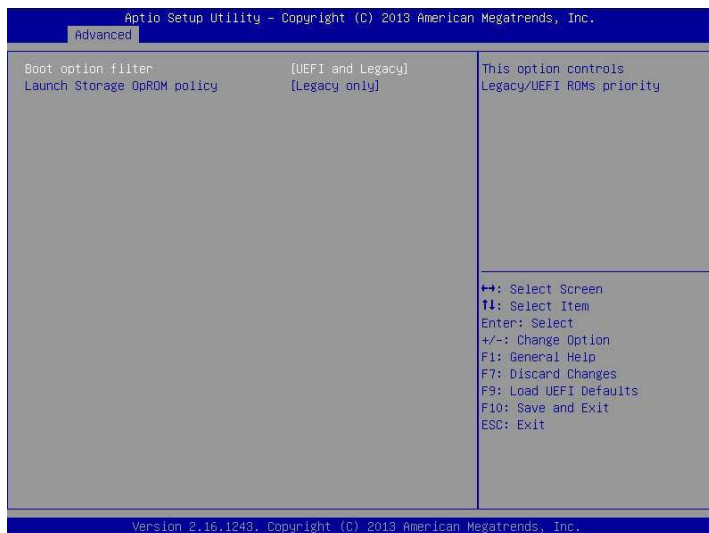 Aptio Setup Utility – Copyright (C) 2013 American Megatrends, Inc.
Advanced
Boot option filter [UEFI and Legacy]
Launch Storage OpROM policy [Legacy only]
This option controls
Legacy/UEFI ROMs priority
↔: Select Screen
↑↓: Select Item
Enter: Select
+/-: Change Option
F1: General Help
F7: Discard Changes
F9: Load UEFI Defaults
F10: Save and Exit
ESC: Exit
Version 2.16.1243. Copyright (C) 2013 American Megatrends, Inc.